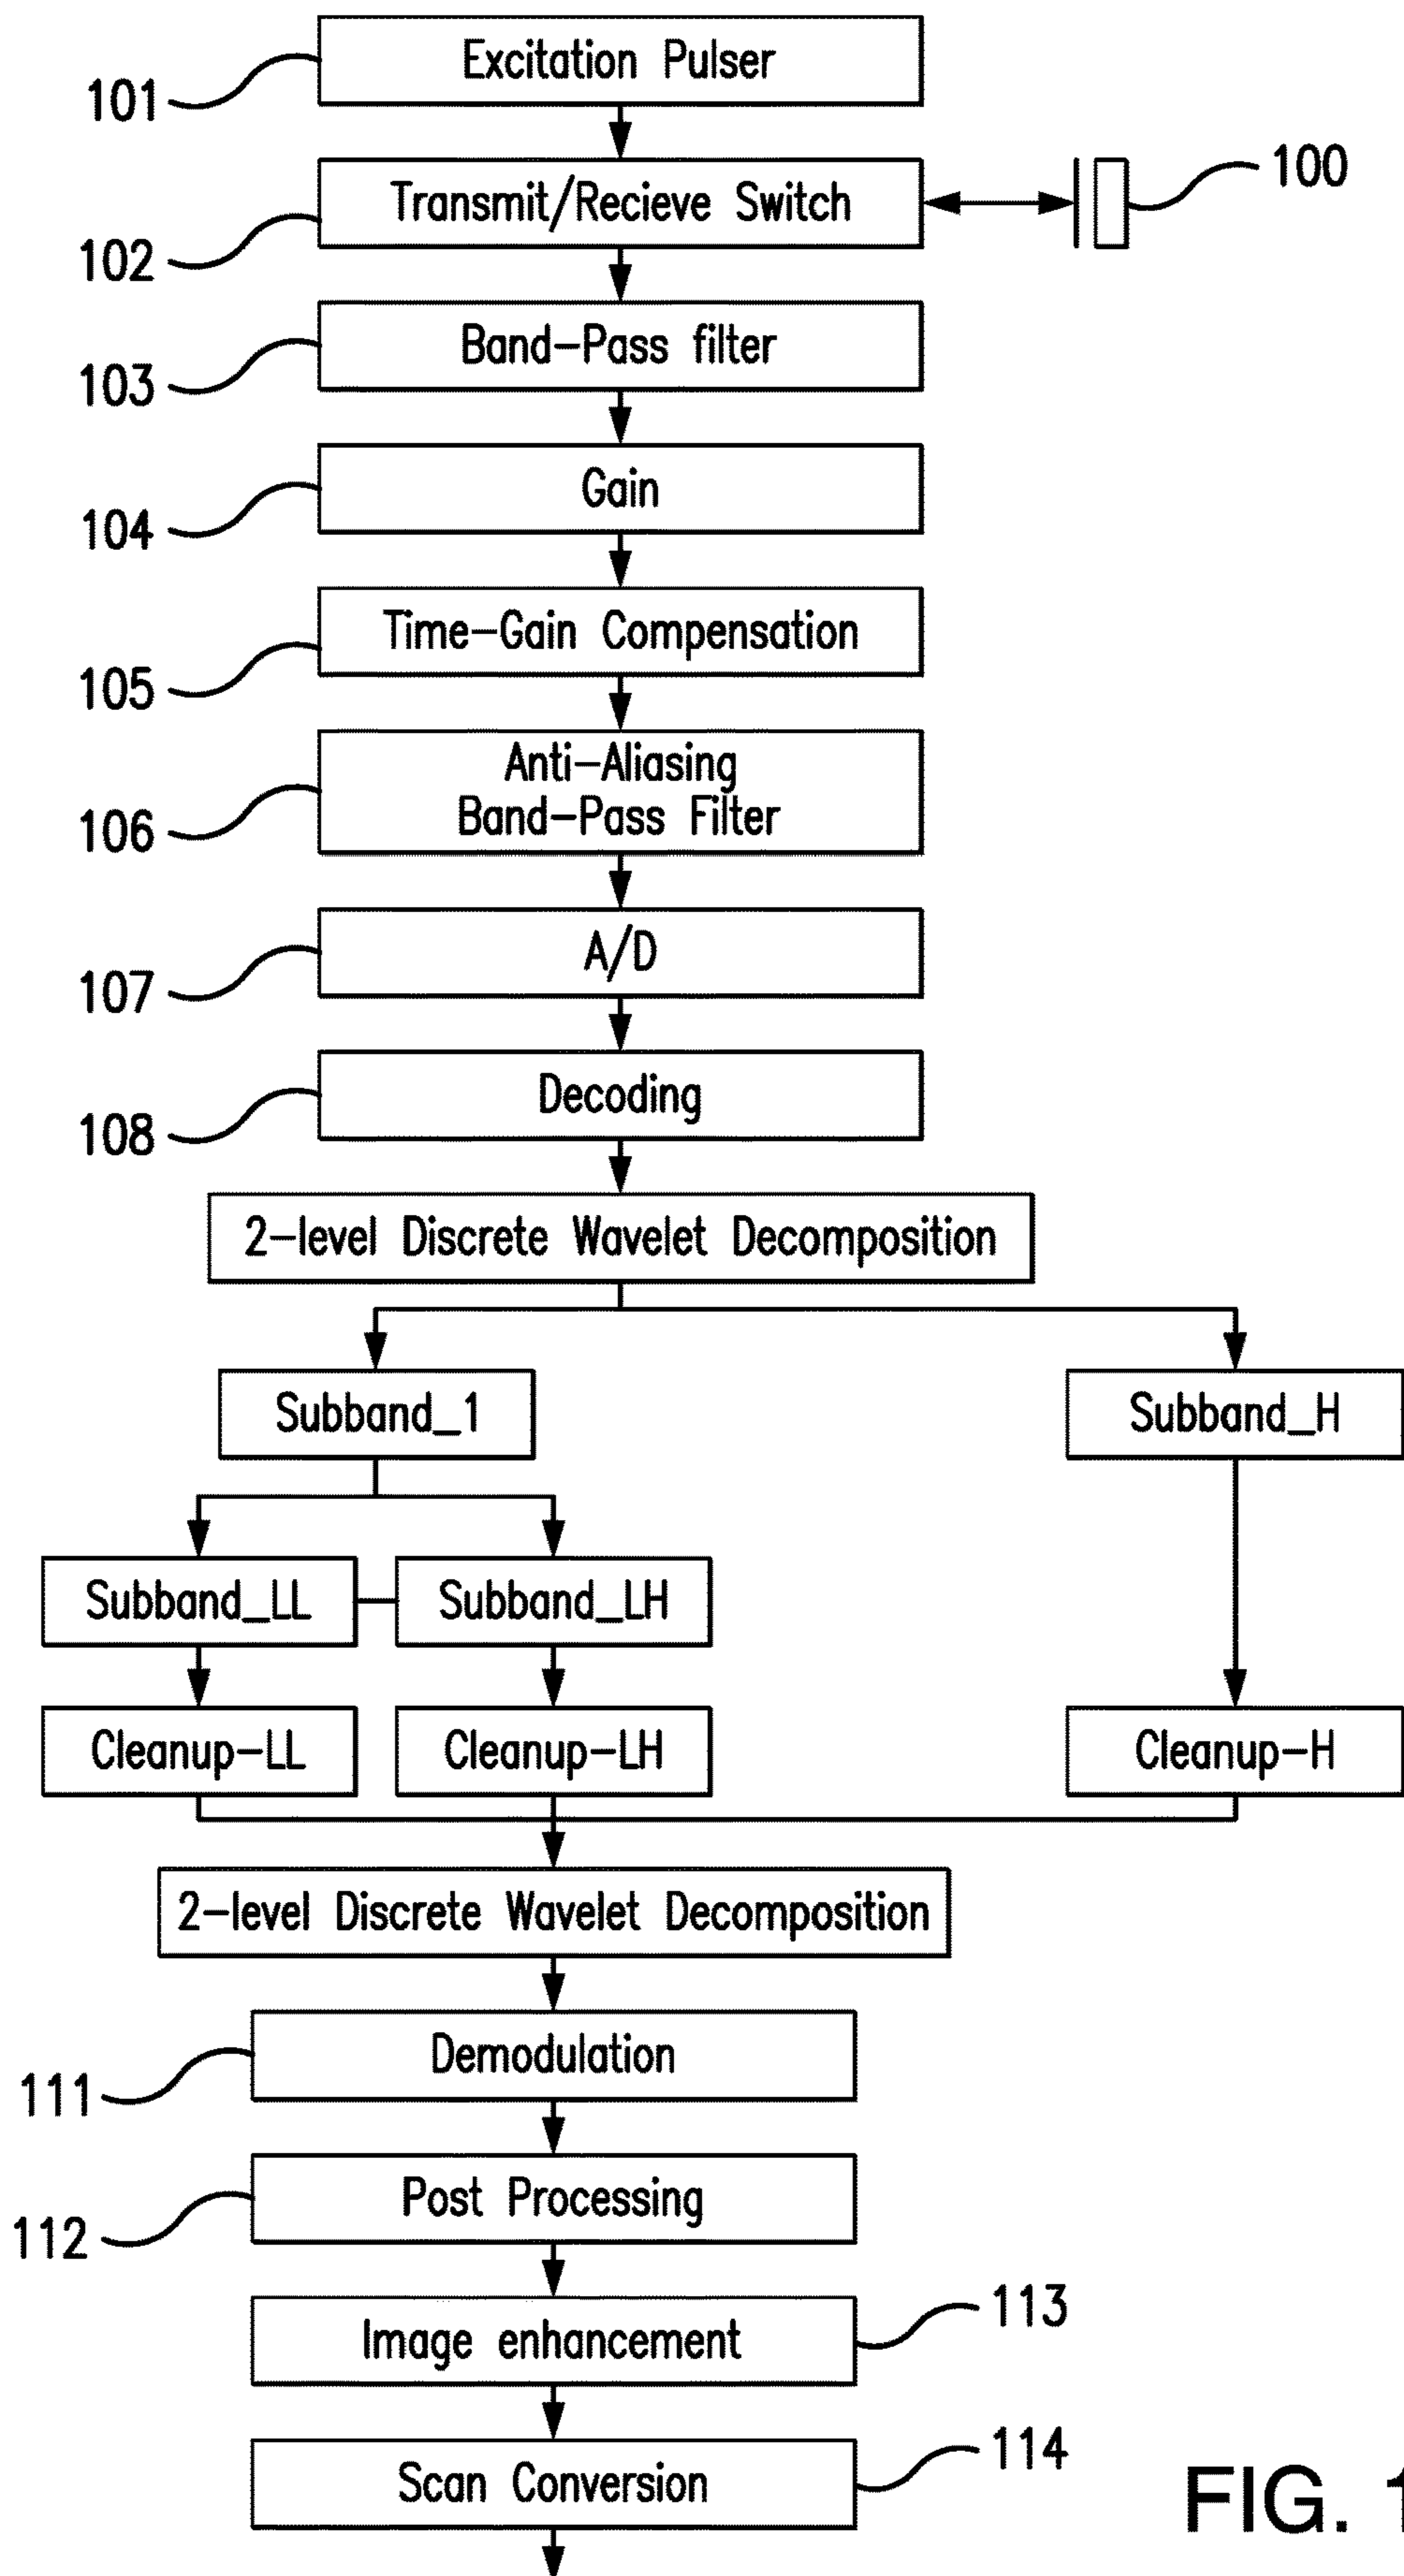 Excitation Pulser
101
Transmit/Recieve Switch
100
102
Band-Pass filter
103
Gain
104
Time-Gain Compensation
105
Anti-Aliasing
Band-Pass Filter
106
A/D
107
Decoding
108
2-level Discrete Wavelet Decomposition
Subband_1
Subband_H
Subband_LL
Subband_LH
Cleanup-LL
Cleanup-LH
Cleanup-H
2-level Discrete Wavelet Decomposition
Demodulation
111
Post Processing
112
Image enhancement
113
Scan Conversion
114
FIG. 1